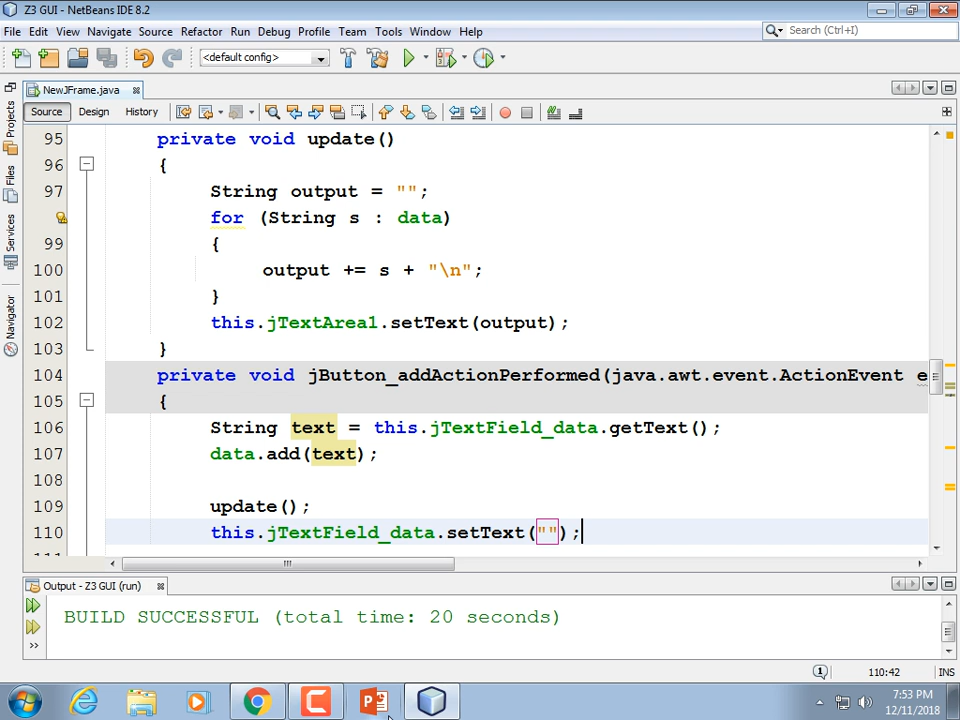 Z3 GUI - NetBeans IDE 8.2
File Edit View Navigate Source Refactor Run Debug Profile Team Tools Window Help
Search (Ctrl+I)
<default config>
NewJFrame.java
Source Design History
Projects
Files
Services
Navigator
95 private void update()
96 {
97 String output = "";
for (String s : data)
99 {
100 output += s + "\n";
101 }
102 this.jTextArea1.setText(output);
103 }
104 private void jButton_addActionPerformed(java.awt.event.ActionEvent e
105 {
106 String text = this.jTextField_data.getText();
107 data.add(text);
108
109 update();
110 this.jTextField_data.setText("");
Output - Z3 GUI (run)
BUILD SUCCESSFUL (total time: 20 seconds)
110:42 INS
7:53 PM
12/11/2018